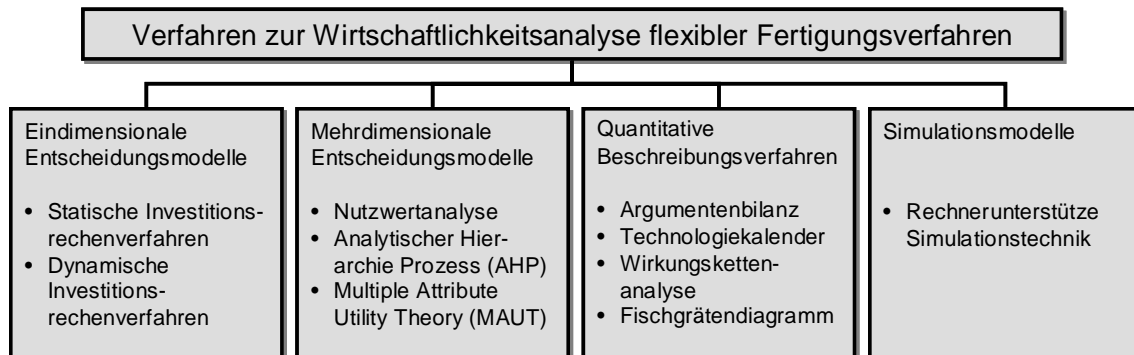 Verfahren zur Wirtschaftlichkeitsanalyse flexibler Fertigungsverfahren
Eindimensionale
Entscheidungsmodelle
• Statische Investitions-
rechenverfahren
• Dynamische
Investitions-
rechenverfahren
Mehrdimensionale
Entscheidungsmodelle
• Nutzwertanalyse
• Analytischer Hier-
archie Prozess (AHP)
• Multiple Attribute
Utility Theory (MAUT)
Quantitative
Beschreibungsverfahren
• Argumentenbilanz
• Technologiekalender
• Wirkungsketten-
analyse
• Fischgrätendiagramm
Simulationsmodelle
• Rechnerunterstütze
Simulationstechnik